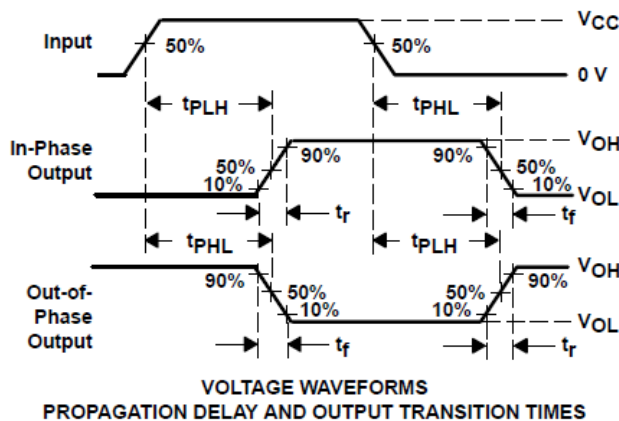 VCC
Input
50%
50%
0 V
tPLH
tPHL
In-Phase
Output
90%
90%
VOH
50%
10%
50%
10%
VOL
tr
tf
tPHL
tPLH
Out-of-
Phase
Output
90%
90%
VOH
50%
10%
50%
10%
VOL
tf
tr
VOLTAGE WAVEFORMS
PROPAGATION DELAY AND OUTPUT TRANSITION TIMES